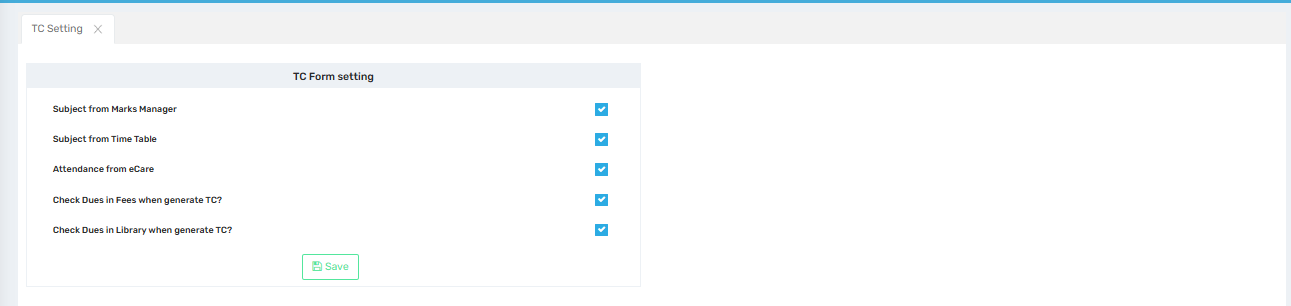 TC Setting
TC Form setting
Subject from Marks Manager
Subject from Time Table
Attendance from eCare
Check Dues in Fees when generate TC?
Check Dues in Library when generate TC?
Save